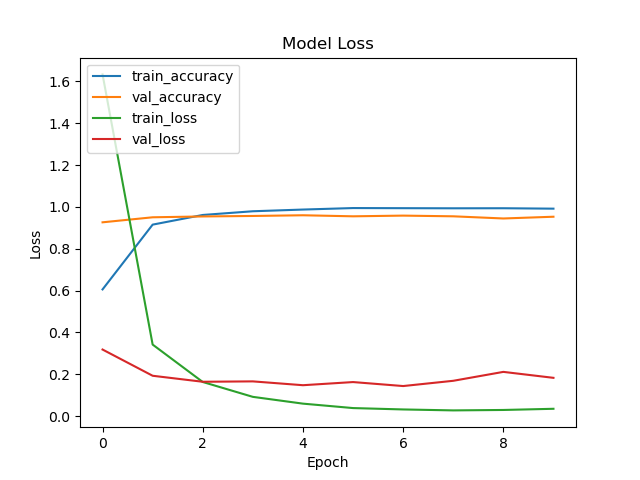 Model Loss
train_accuracy
val_accuracy
train_loss
val_loss
1.6
1.4
1.2
1.0
0.8
0.6
0.4
0.2
0.0
Loss
0 2 4 6 8
Epoch